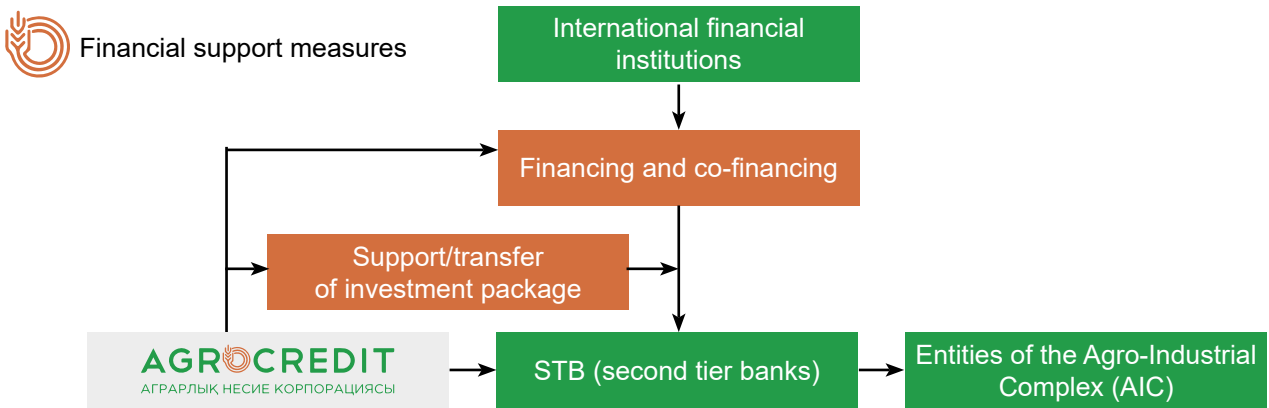 Financial support measures
International financial
institutions
Financing and co-financing
Support/transfer
of investment package
AGROCREDIT
АГРАРЛЫҚ НЕСИЕ КОРПОРАЦИЯСЫ
STB (second tier banks)
Entities of the Agro-Industrial
Complex (AIC)